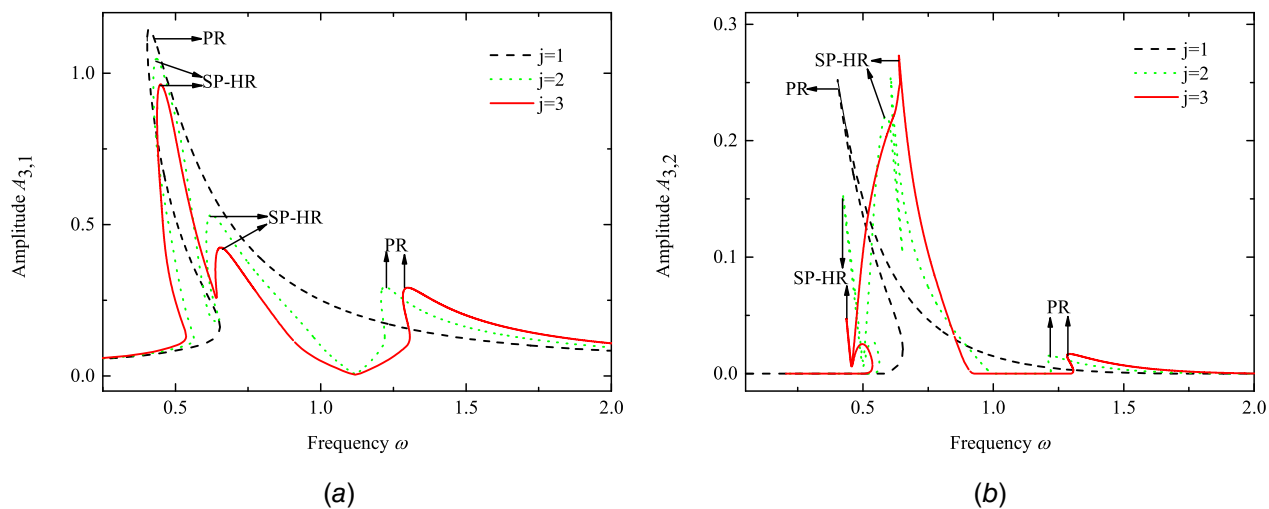 PR
SP-HR
SP-HR
PR
j=1
j=2
j=3
1.0
0.5
0.0
0.5
1.0
1.5
2.0
Amplitude A3,1
Frequency ω
(a)
SP-HR
PR
SP-HR
PR
j=1
j=2
j=3
0.3
0.2
0.1
0.0
0.5
1.0
1.5
2.0
Amplitude A3,2
Frequency ω
(b)